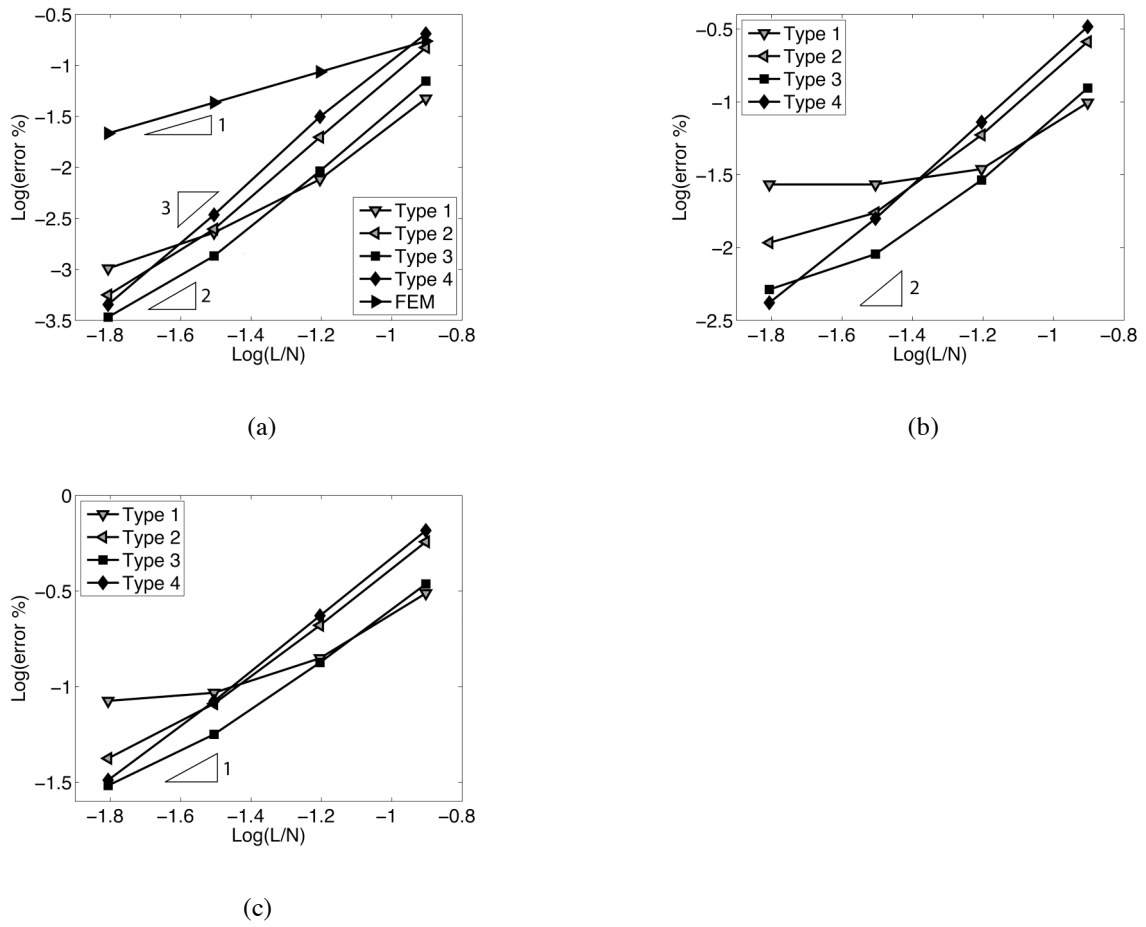 −0.5
−1
−1.5
−2
−2.5
−3
−3.5
Log(error %)
1
3
2
Type 1
Type 2
Type 3
Type 4
FEM
−1.8 −1.6 −1.4 −1.2 −1 −0.8
Log(L/N)
(a)
−0.5
−1
−1.5
−2
−2.5
Log(error %)
Type 1
Type 2
Type 3
Type 4
2
−1.8 −1.6 −1.4 −1.2 −1 −0.8
Log(L/N)
(b)
0
−0.5
−1
−1.5
Log(error %)
Type 1
Type 2
Type 3
Type 4
1
−1.8 −1.6 −1.4 −1.2 −1 −0.8
Log(L/N)
(c)